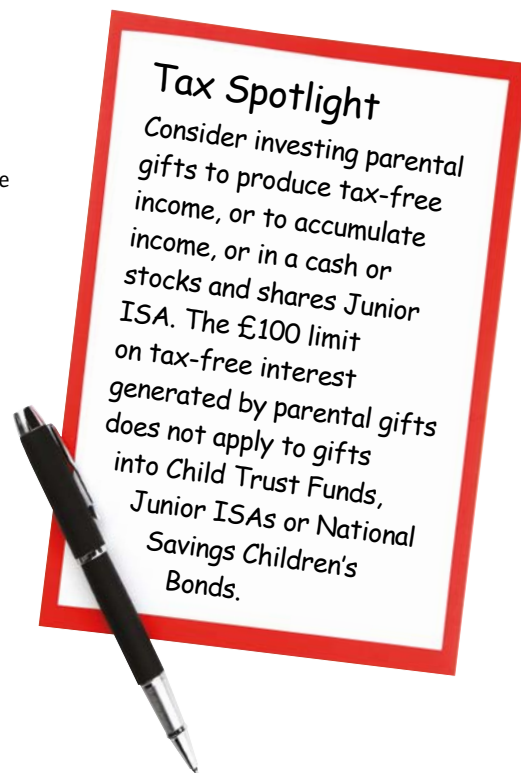 Tax Spotlight
Consider investing parental
gifts to produce tax-free
income, or to accumulate
income, or in a cash or
stocks and shares Junior
ISA. The £100 limit
on tax-free interest
generated by parental gifts
does not apply to gifts
into Child Trust Funds,
Junior ISAs or National
Savings Children's
Bonds.
e